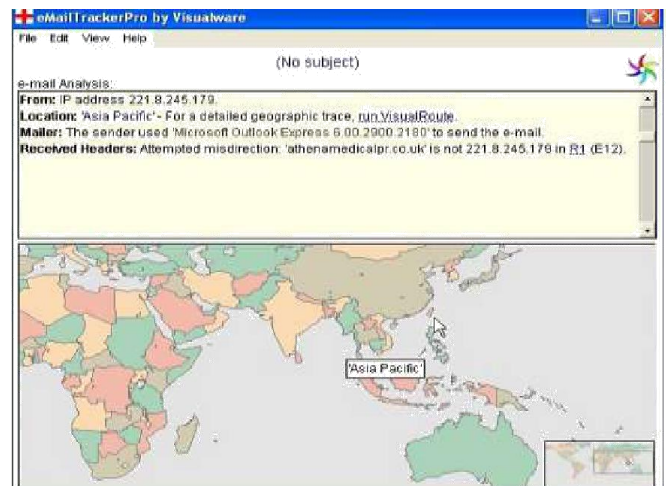 eMailTrackerPro by Visualware
File Edit View Help
(No subject)
e-mail Analysis:
From: IP address 221.8.245.179.
Location: 'Asia Pacific' - For a detailed geographic trace, run VisualRoute.
Mailer: The sender used 'Microsoft Outlook Express 6.00.2900.2180' to send the e-mail.
Received Headers: Attempted misdirection: 'athenamedicalpr.co.uk' is not 221.8.245.179 in R1 (E12).
'Asia Pacific'